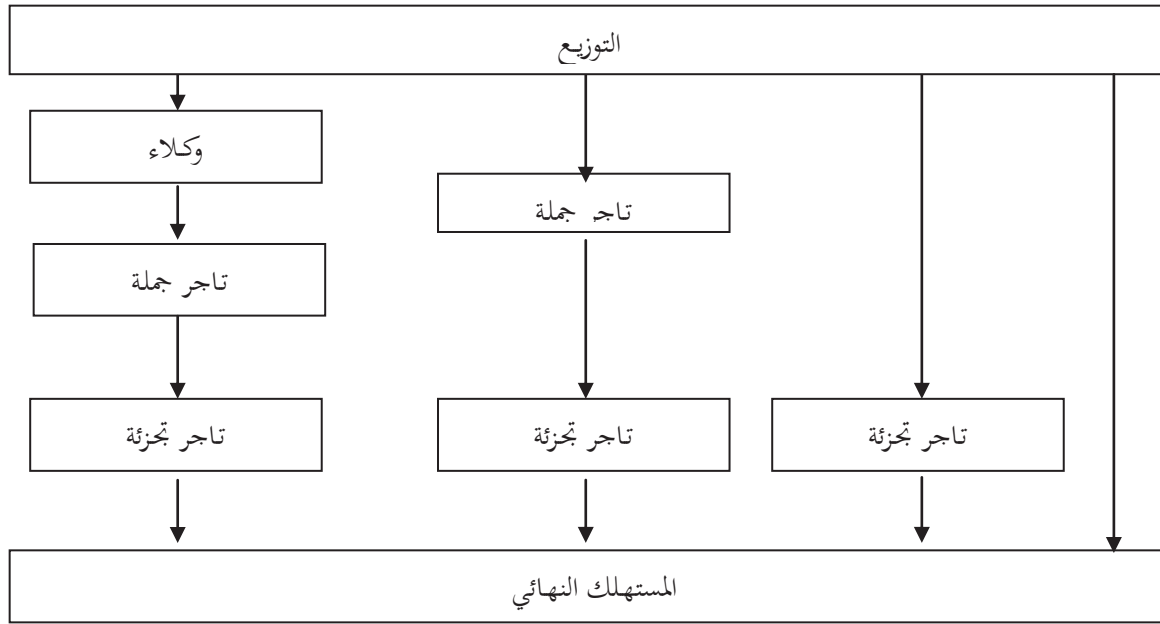 التوزيع
وكلاء
تاجر جملة
تاجر جملة
تاجر تجزئة
تاجر تجزئة
تاجر تجزئة
المستهلك النهائي